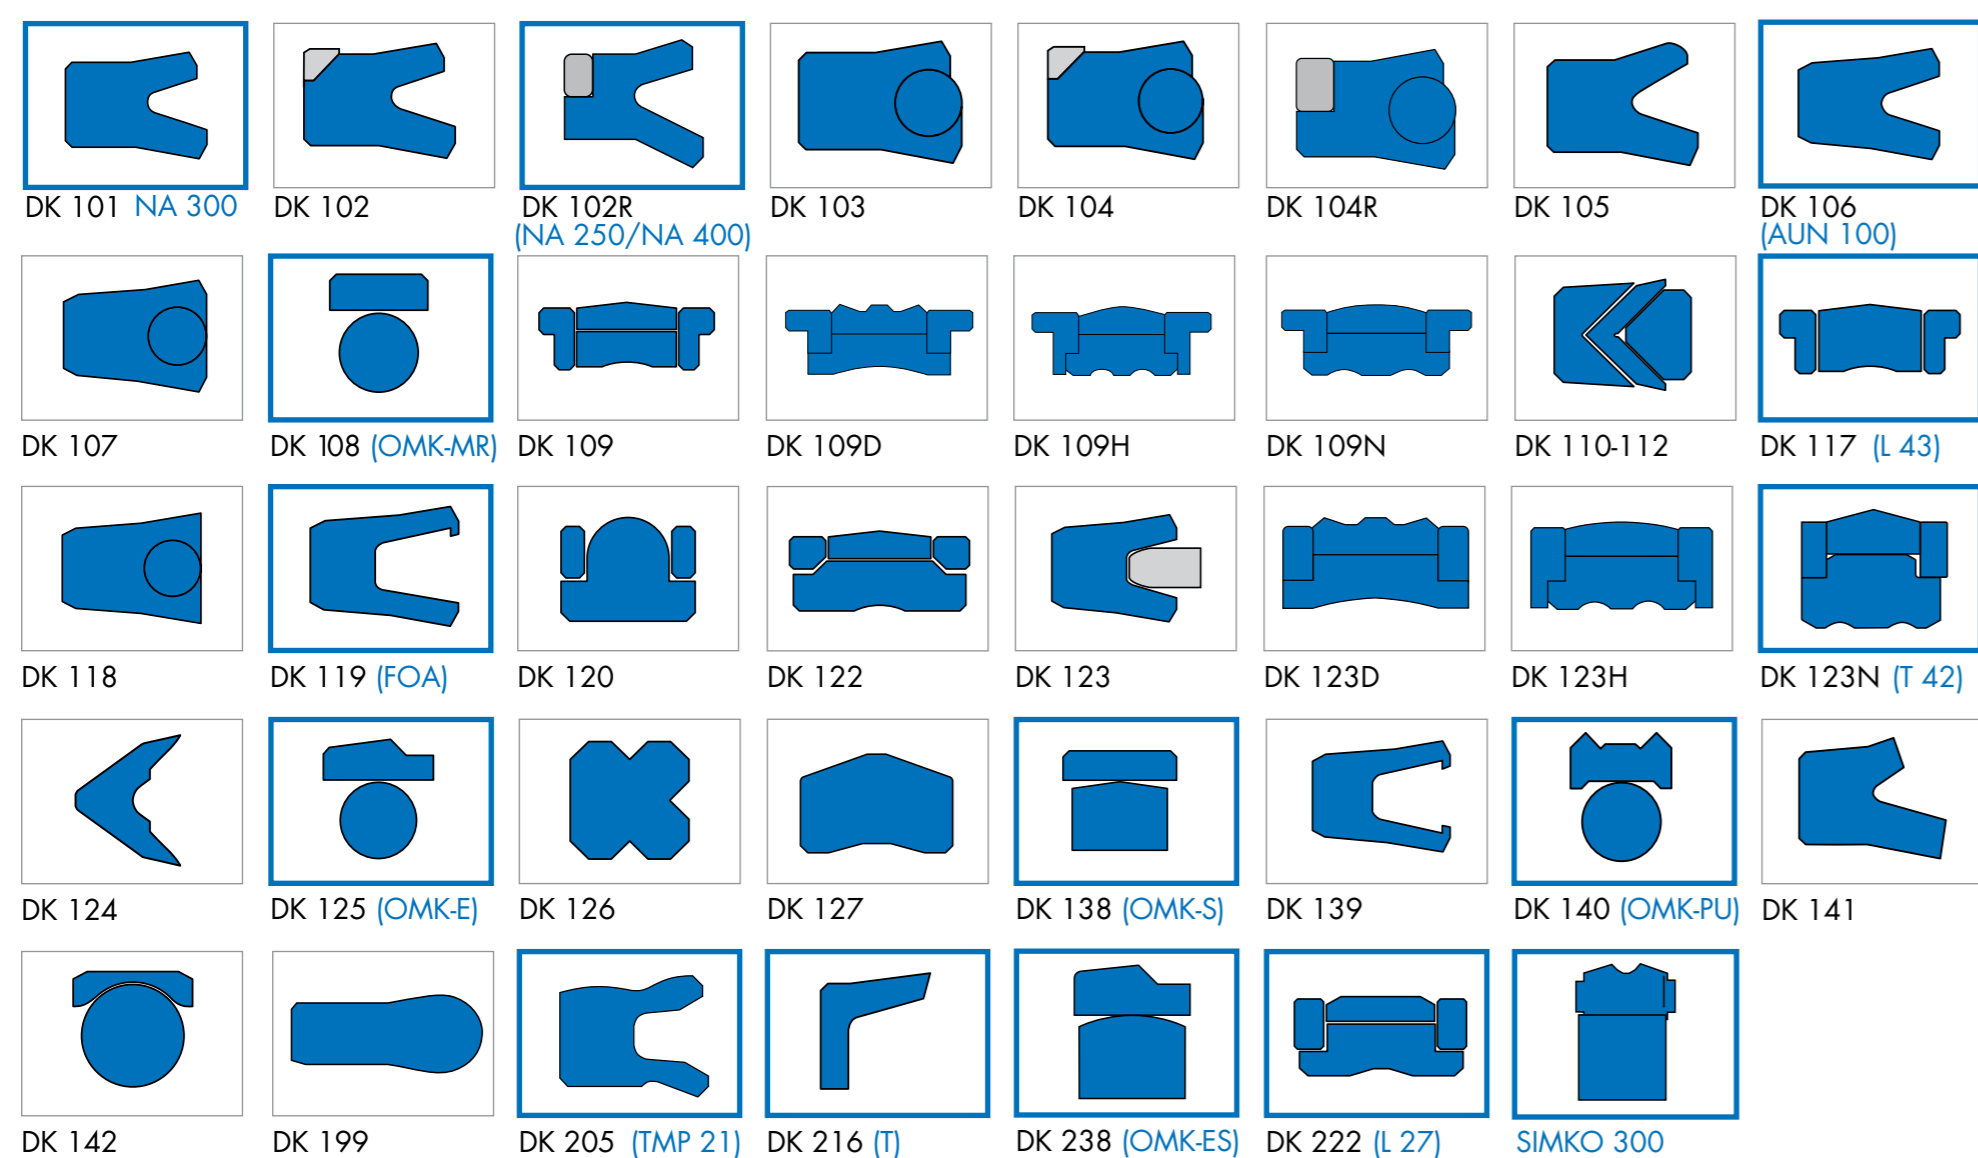 DK 101 NA 300
DK 102
DK 102R
(NA 250/NA 400)
DK 103
DK 104
DK 104R
DK 105
DK 106
(AUN 100)
DK 107
DK 108 (OMK-MR)
DK 109
DK 109D
DK 109H
DK 109N
DK 110-112
DK 117 (L 43)
DK 118
DK 119 (FOA)
DK 120
DK 122
DK 123
DK 123D
DK 123H
DK 123N (T 42)
DK 124
DK 125 (OMK-E)
DK 126
DK 127
DK 138 (OMK-S)
DK 139
DK 140 (OMK-PU)
DK 141
DK 142
DK 199
DK 205 (TMP 21)
DK 216 (T)
DK 238 (OMK-ES)
DK 222 (L 27)
SIMKO 300